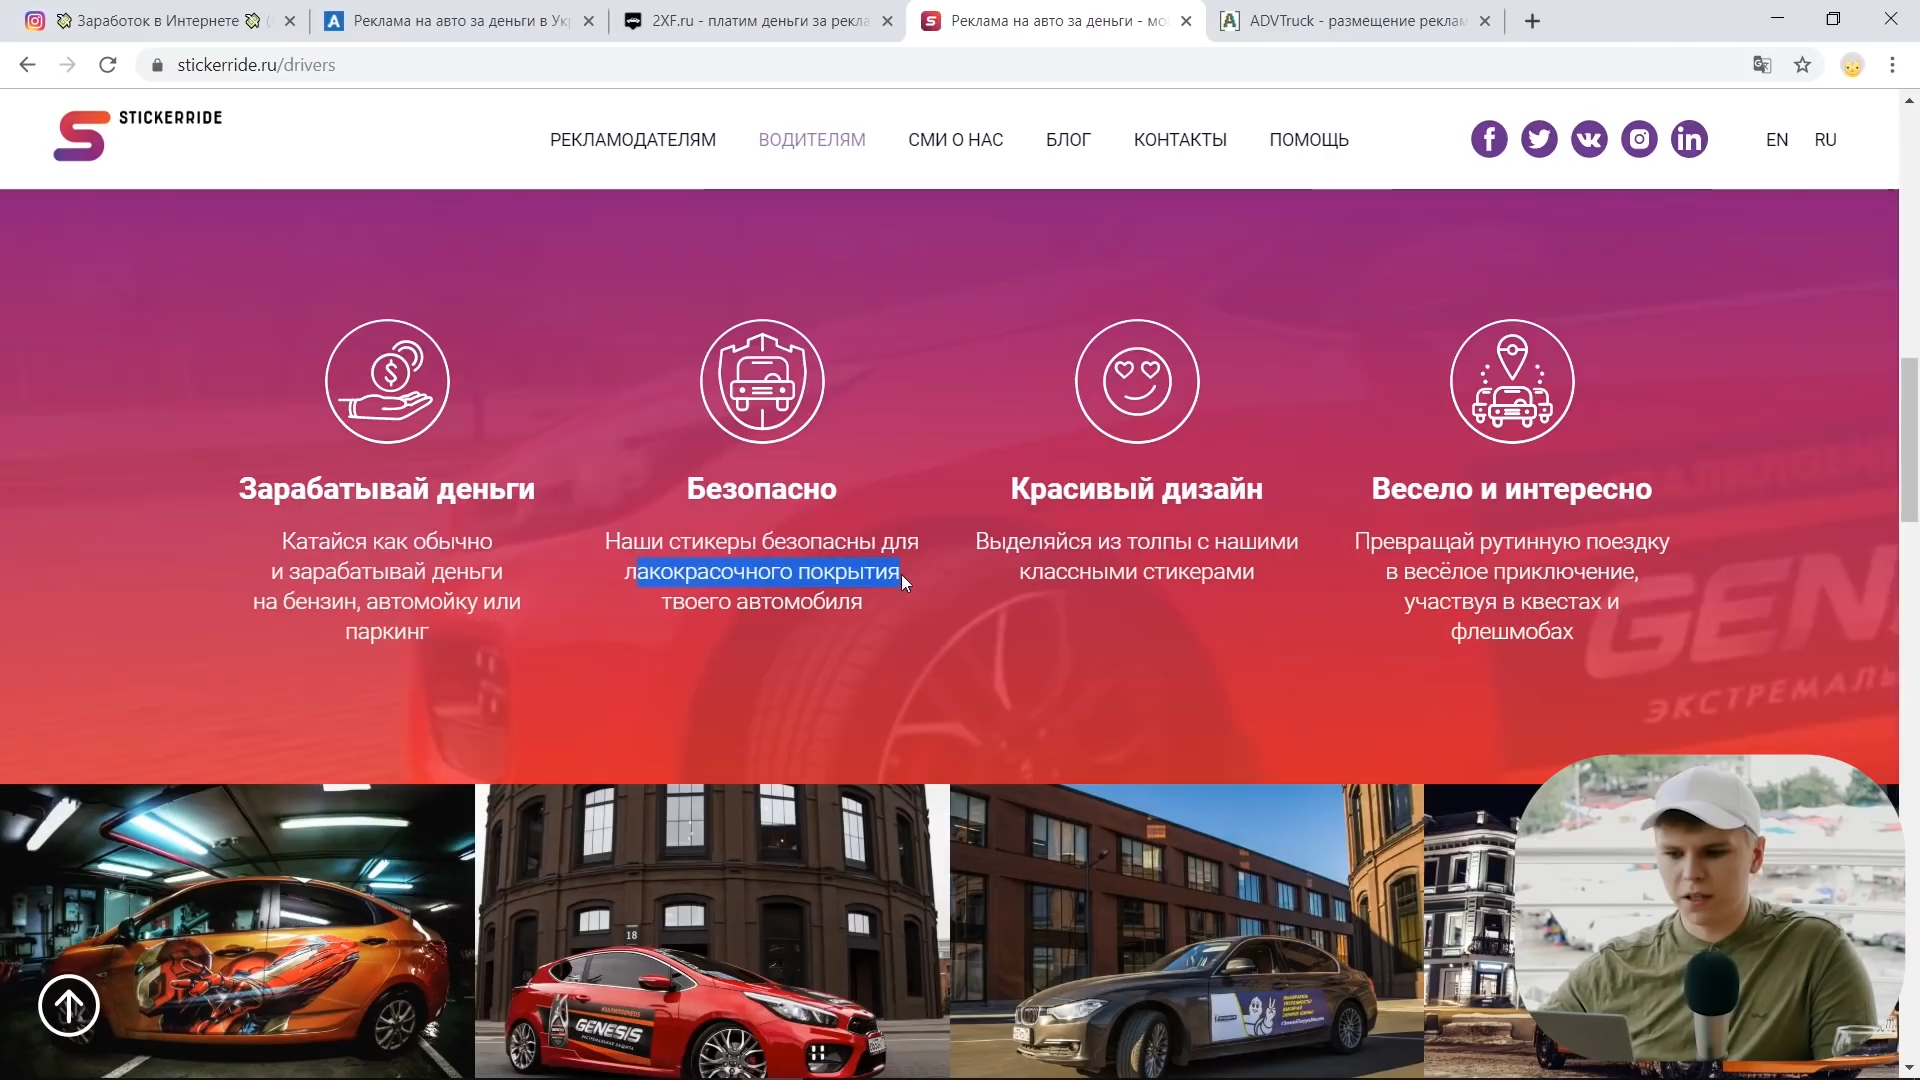 Заработок в Интернете
Реклама на авто за деньги в Ук
2XF.ru - платим деньги за рекла
Реклама на авто за деньги - мо
ADVTruck - размещение реклам
stickerride.ru/drivers
STICKERRIDE
РЕКЛАМОДАТЕЛЯМ
ВОДИТЕЛЯМ
СМИ О НАС
БЛОГ
КОНТАКТЫ
ПОМОЩЬ
EN
RU
Зарабатывай деньги
Катайся как обычно
и зарабатывай деньги
на бензин, автомойку или
паркинг
Безопасно
Наши стикеры безопасны для
лакокрасочного покрытия
твоего автомобиля
Красивый дизайн
Выделяйся из толпы с нашими
классными стикерами
Весело и интересно
Превращай рутинную поездку
в весёлое приключение,
участвуя в квестах и
флешмобах
GEN
ЭКСТРЕМАЛЬ
18
GENESIS